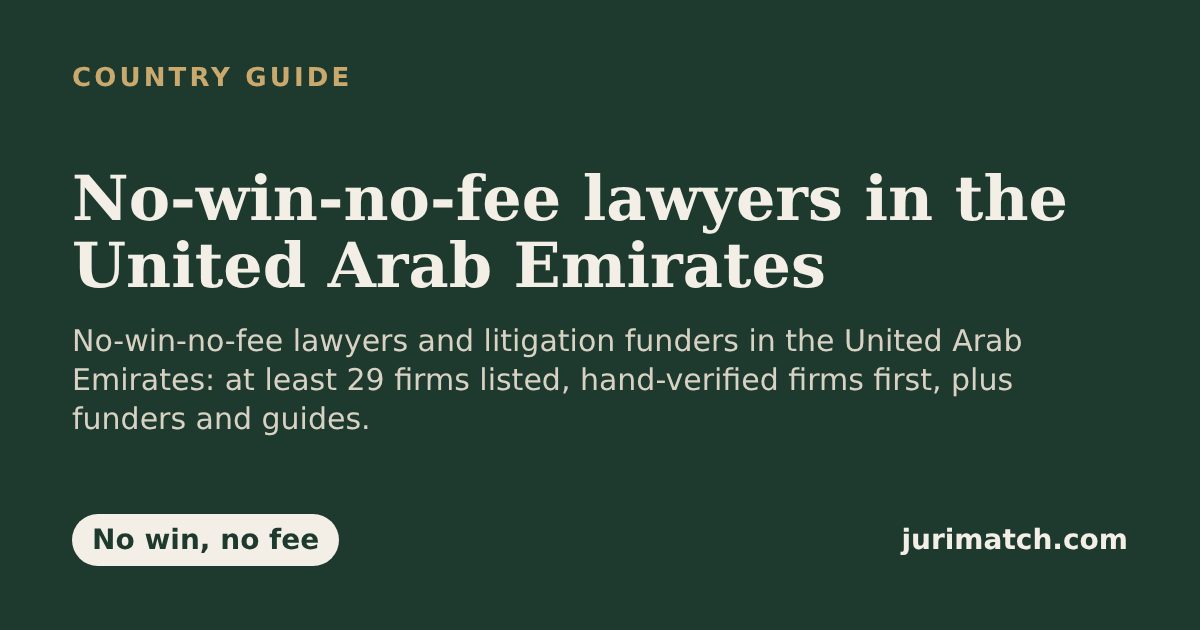 COUNTRY GUIDE
No-win-no-fee lawyers in the
United Arab Emirates
No-win-no-fee lawyers and litigation funders in the United Arab
Emirates: at least 29 firms listed, hand-verified firms first, plus
funders and guides.
No win, no fee
jurimatch.com